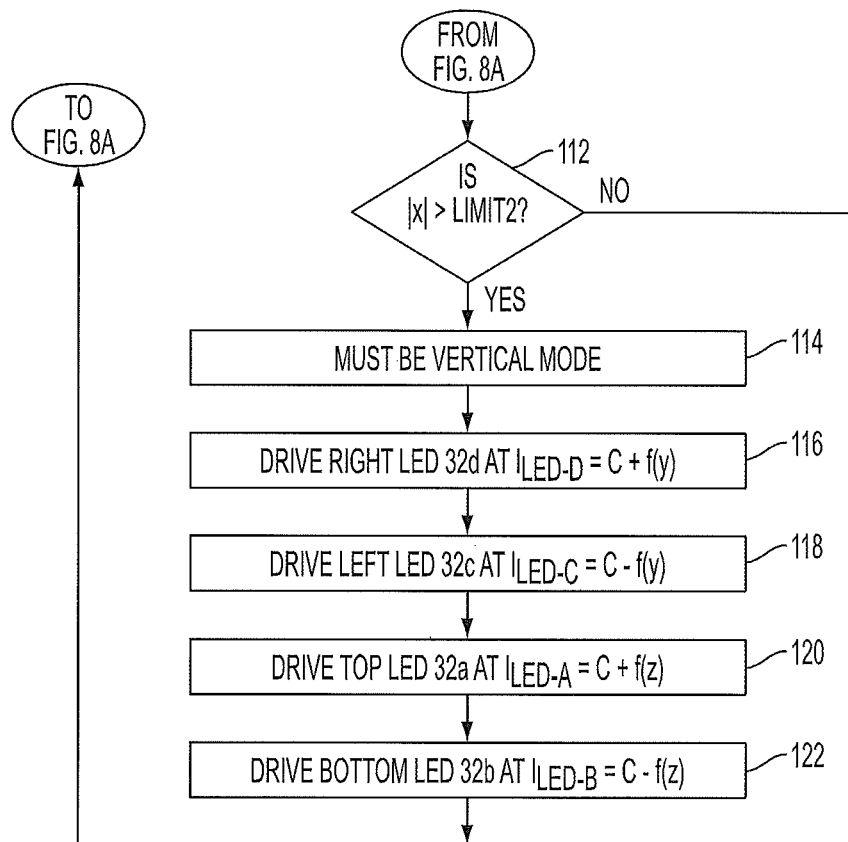 FROM
FIG. 8A
TO
FIG. 8A
112
IS
|x| > LIMIT2?
NO
YES
MUST BE VERTICAL MODE
114
DRIVE RIGHT LED 32d AT ILED-D = C + f(y)
116
DRIVE LEFT LED 32c AT ILED-C = C - f(y)
118
DRIVE TOP LED 32a AT ILED-A = C + f(z)
120
DRIVE BOTTOM LED 32b AT ILED-B = C - f(z)
122